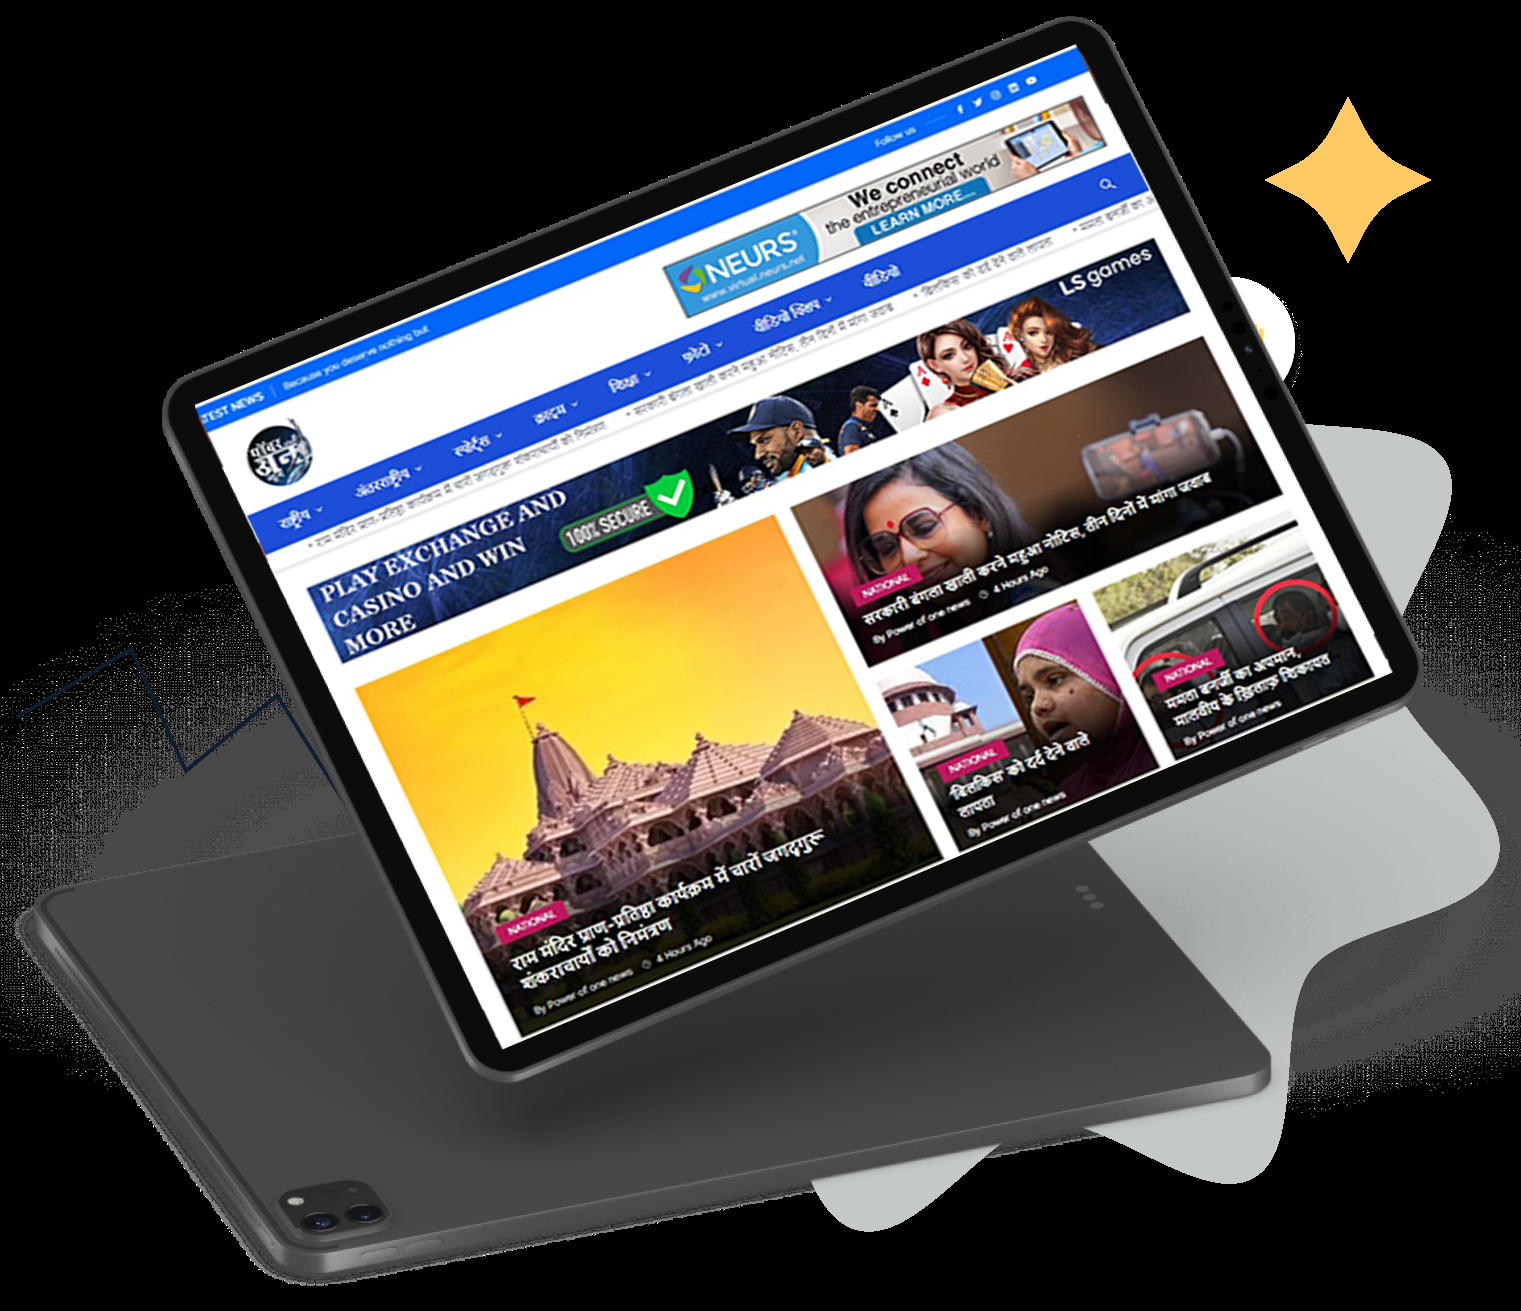 TEST NEWS
Because you deserve nothing but
Follow us
पॉवर
वन
NEURS
www.virtual.neurs.net
We connect
the entrepreneurial world
LEARN MORE....
राष्ट्रीय
अंतरराष्ट्रीय
स्पोर्ट्स
क्राइम
शिक्षा
फ़ोटो
वीडियो क्लिप
वीडियो
• राम मंदिर प्राण-प्रतिष्ठा कार्यक्रम में चारों जगद्गुरू शंकराचार्यों को निमंत्रण
• सरकारी बंगला खाली करने महुआ नोटिस, तीन दिनों में मांगा जवाब
• 'बिलकिस' को दर्द देने वाले लापता
• ममता बनर्जी का अ
PLAY EXCHANGE AND
CASINO AND WIN
MORE
100% SECURE
LS games
NATIONAL
राम मंदिर प्राण-प्रतिष्ठा कार्यक्रम में चारों जगद्गुरू
शंकराचार्यों को निमंत्रण
By Power of one news 4 Hours Ago
NATIONAL
सरकारी बंगला खाली करने महुआ नोटिस, तीन दिनों में मांगा जवाब
By Power of one news 4 Hours Ago
NATIONAL
'बिलकिस' को दर्द देने वाले
लापता
By Power of one news
NATIONAL
ममता बनर्जी का अपमान,
मालवीय के ख़िलाफ़ शिकायत
By Power of one news